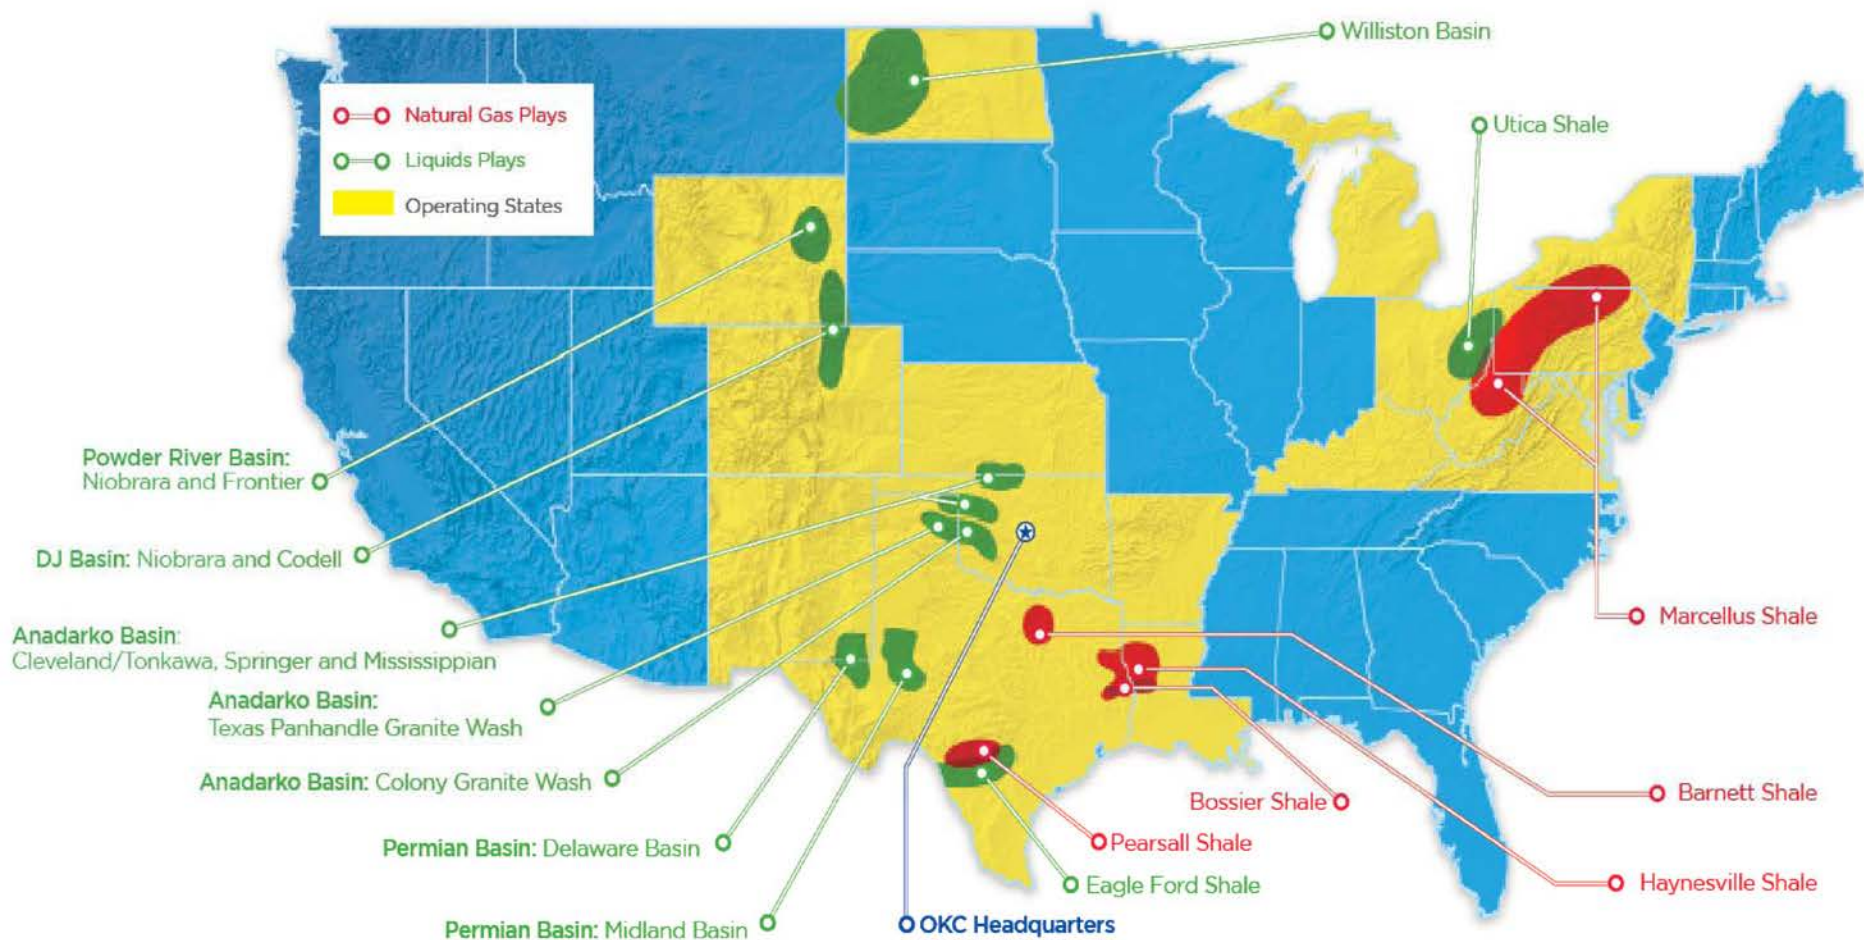 Williston Basin
Natural Gas Plays
Liquids Plays
Operating States
Utica Shale
Powder River Basin:
Niobrara and Frontier
DJ Basin: Niobrara and Codell
Anadarko Basin:
Cleveland/Tonkawa, Springer and Mississippian
Marcellus Shale
Anadarko Basin:
Texas Panhandle Granite Wash
Anadarko Basin: Colony Granite Wash
Barnett Shale
Bossier Shale
Pearsall Shale
Permian Basin: Delaware Basin
Haynesville Shale
Eagle Ford Shale
OKC Headquarters
Permian Basin: Midland Basin